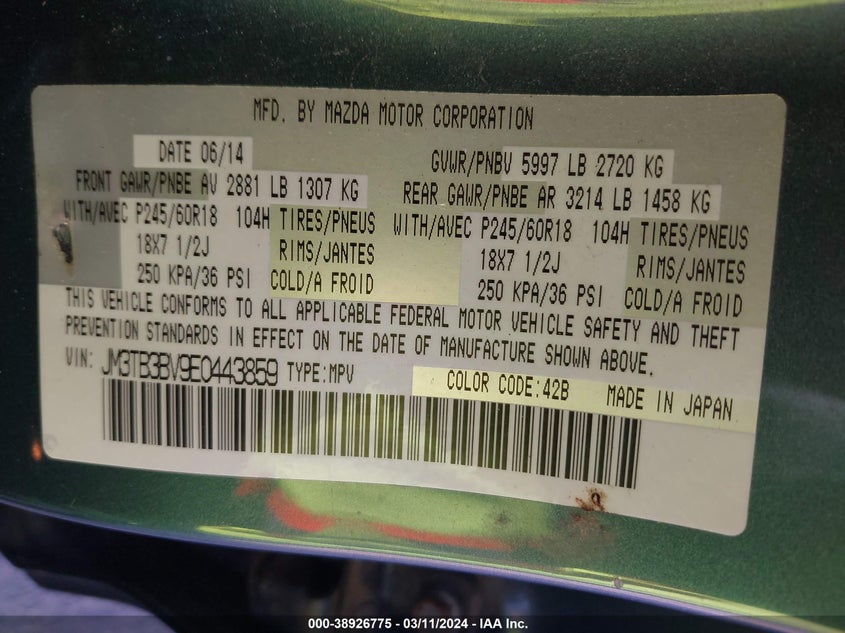 MFD. BY MAZDA MOTOR CORPORATION
DATE 06/14 GVWR/PNBV 5997 LB 2720 KG
FRONT GAWR/PNBE AV 2881 LB 1307 KG REAR GAWR/PNBE AR 3214 LB 1458 KG
WITH/AVEC P245/60R18 104H TIRES/PNEUS WITH/AVEC P245/60R18 104H TIRES/PNEUS
18X7 1/2J RIMS/JANTES 18X7 1/2J RIMS/JANTES
250 KPA/36 PSI COLD/A FROID 250 KPA/36 PSI COLD/A FROID
THIS VEHICLE CONFORMS TO ALL APPLICABLE FEDERAL MOTOR VEHICLE SAFETY AND THEFT
PREVENTION STANDARDS IN EFFECT ON THE DATE OF MANUFACTURE SHOWN ABOVE.
VIN: JM3TB3BV9E0443859 TYPE:MPV COLOR CODE:42B MADE IN JAPAN
000-38926775 - 03/11/2024 - IAA Inc.